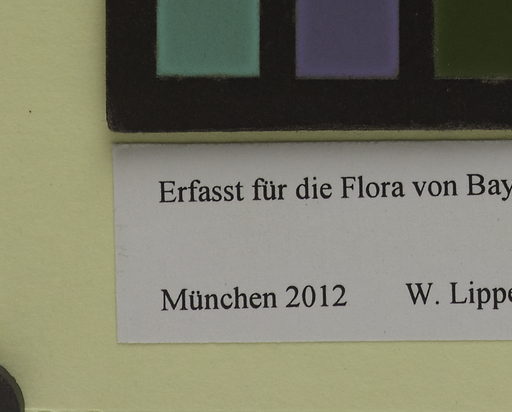 Erfasst für die Flora von Bay
München 2012 W. Lippe